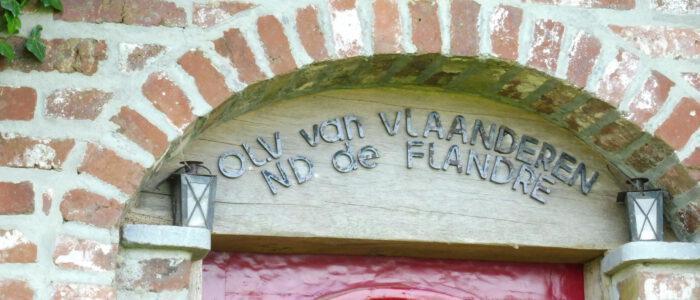 OLV van VLAANDEREN
ND de FLANDRE